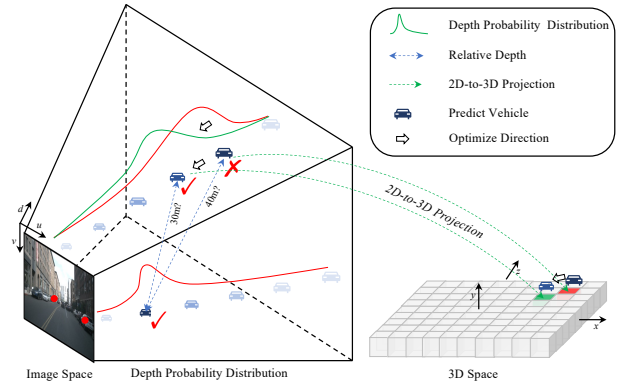 Depth Probability Distribution
Relative Depth
2D-to-3D Projection
Predict Vehicle
Optimize Direction
d
u
v
30m?
40m?
2D-to-3D Projection
z
y
x
Image Space
Depth Probability Distribution
3D Space